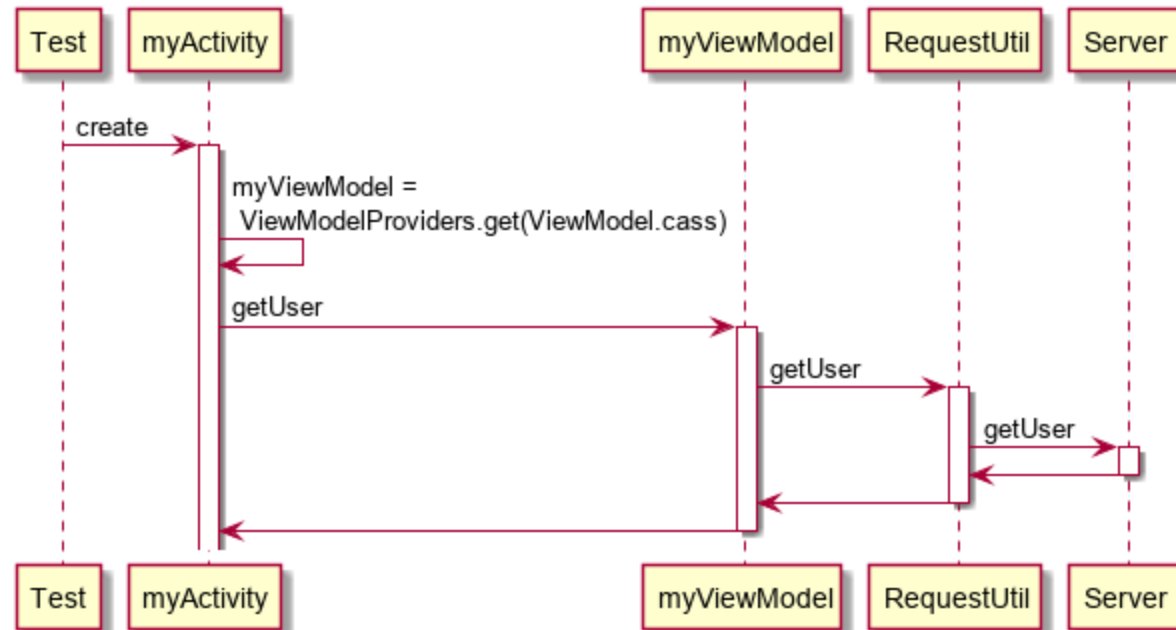 Test myActivity myViewModel RequestUtil Server
create
myViewModel =
ViewModelProviders.get(ViewModel.cass)
getUser
getUser
getUser
Test myActivity myViewModel RequestUtil Server